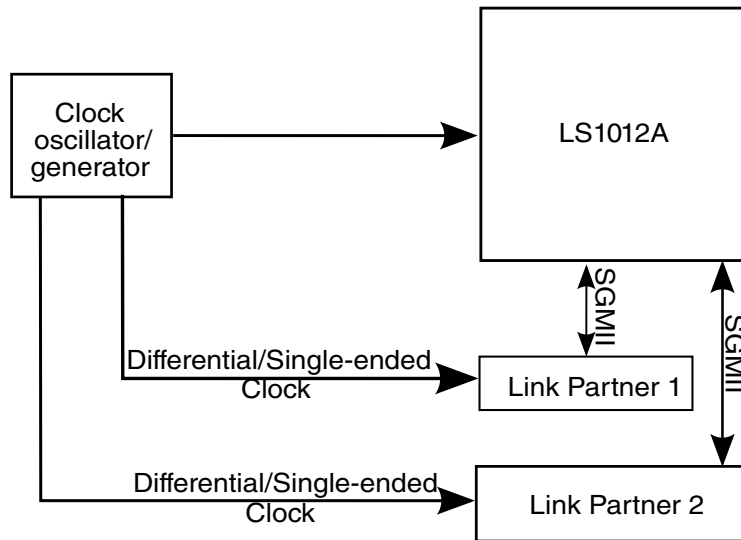 Clock
oscillator/
generator
LS1012A
SGMII
SGMII
Differential/Single-ended
Clock
Link Partner 1
Differential/Single-ended
Clock
Link Partner 2